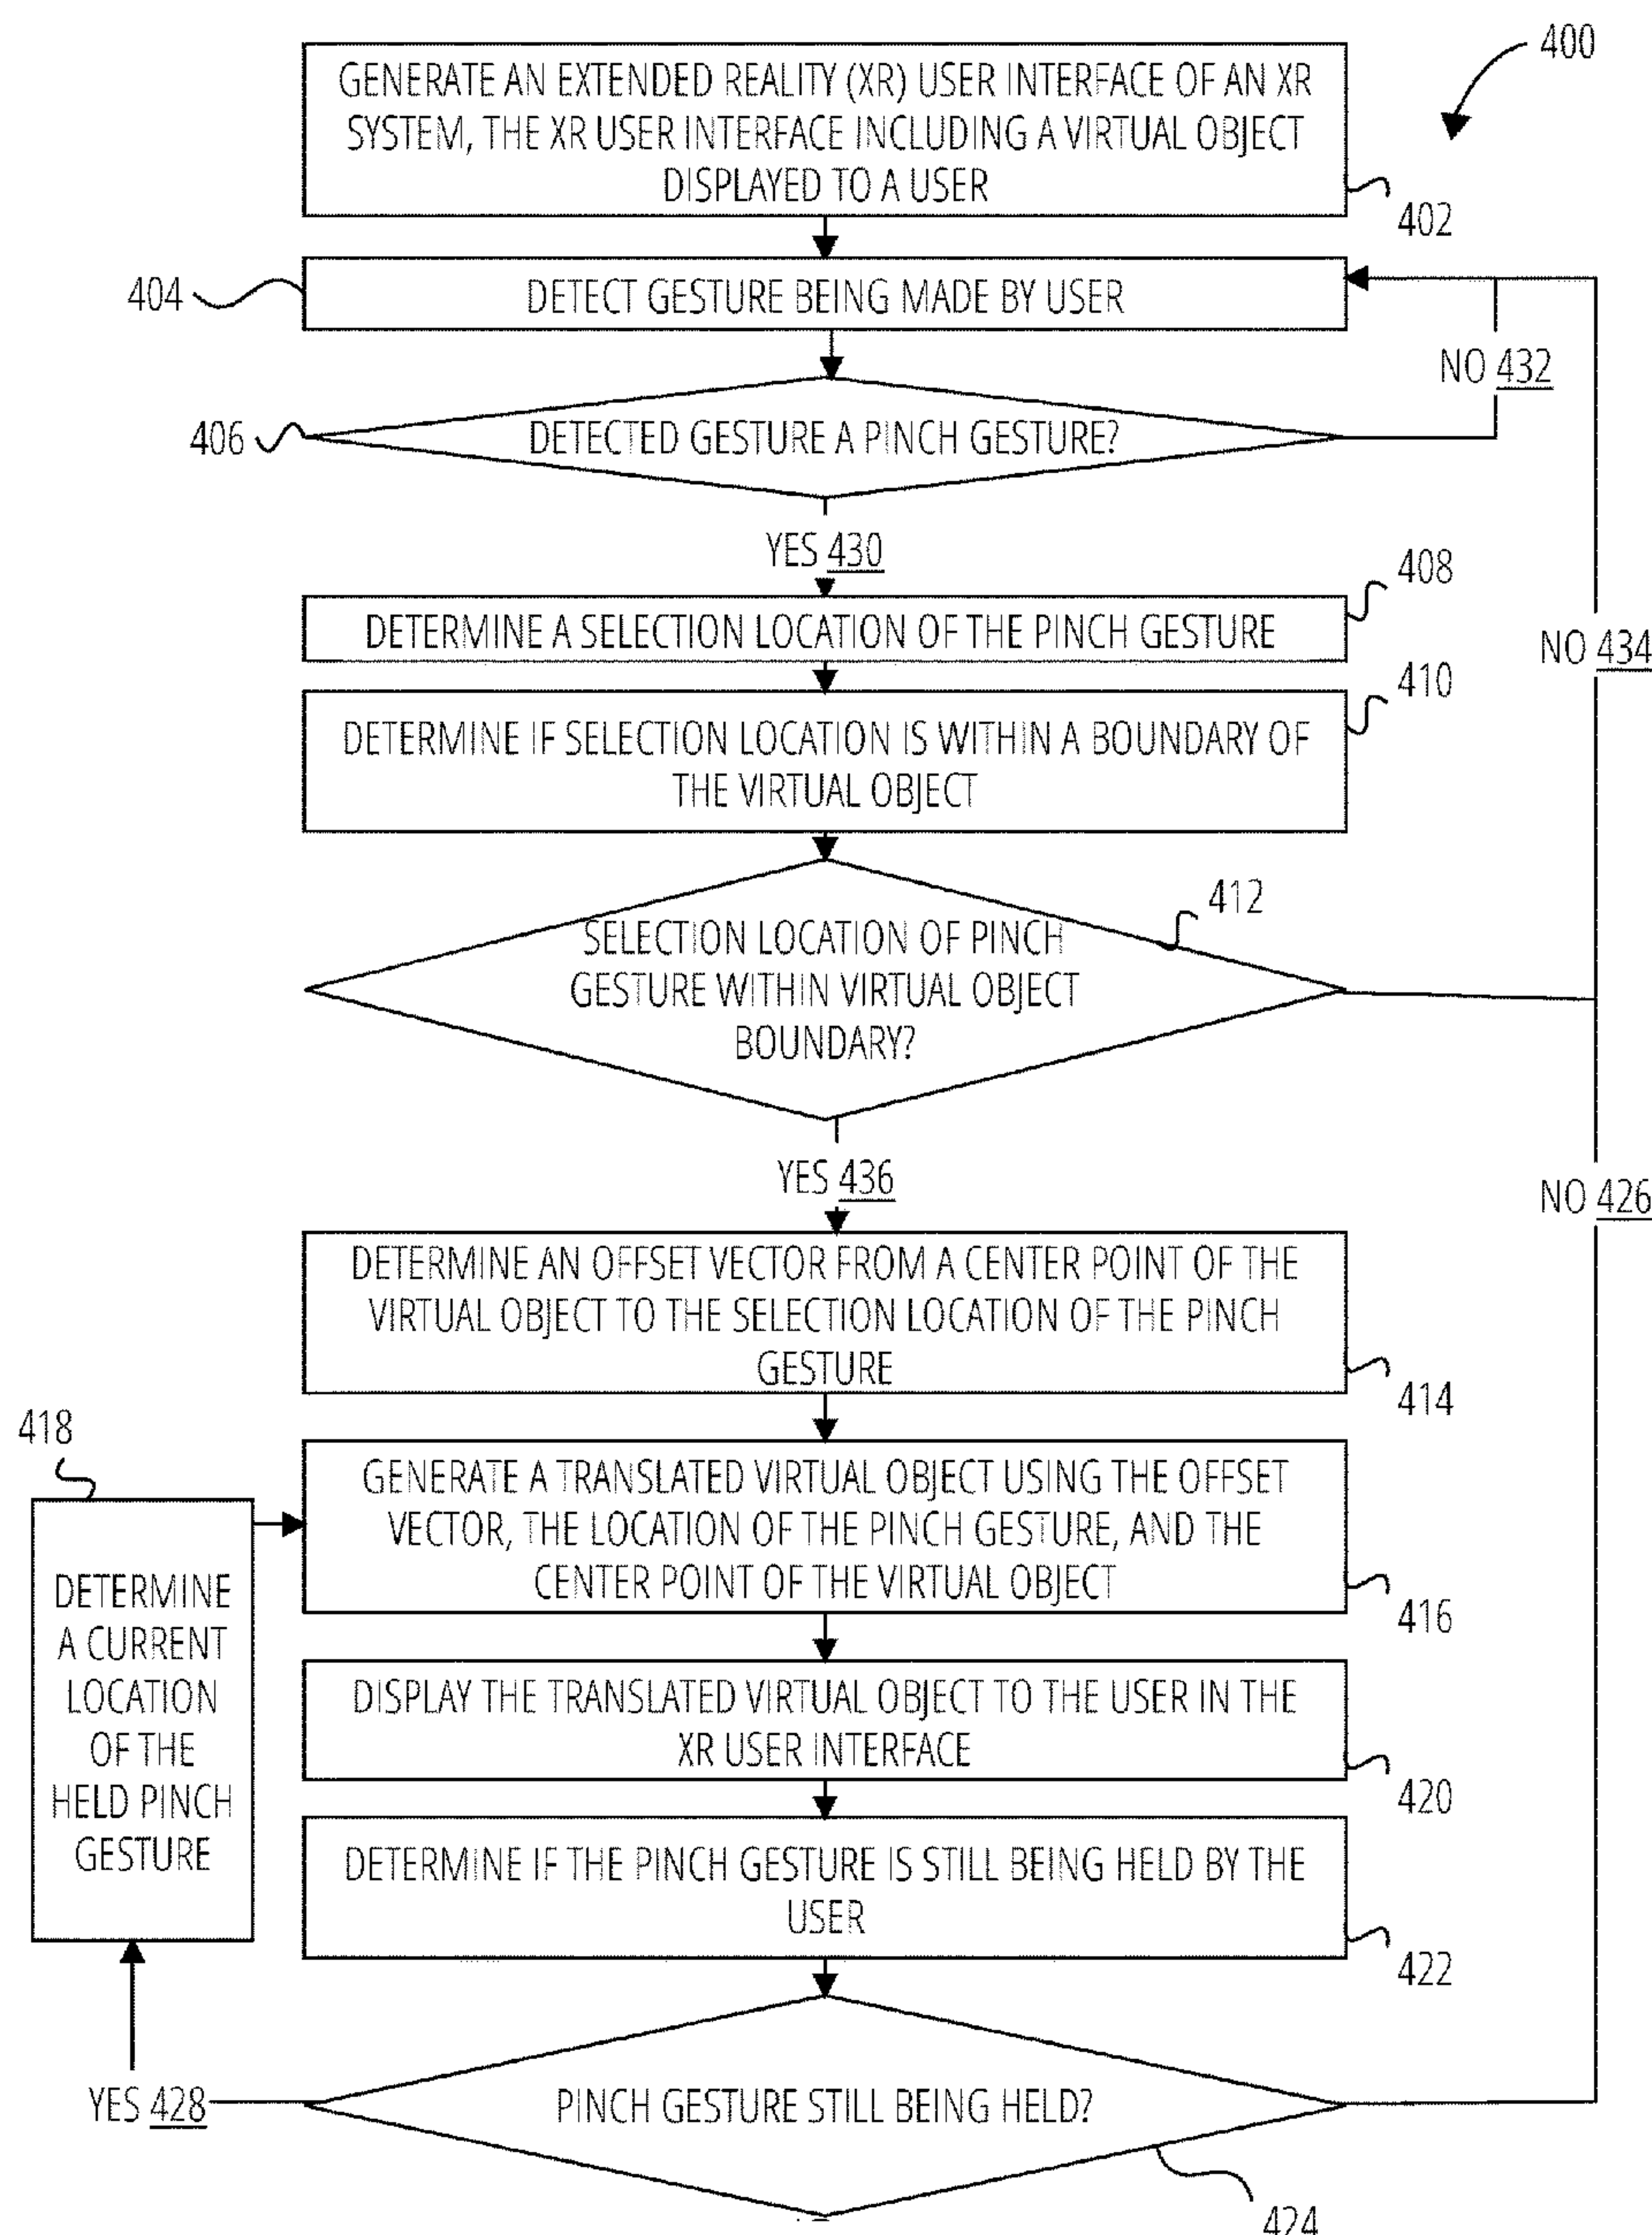 400
GENERATE AN EXTENDED REALITY (XR) USER INTERFACE OF AN XR
SYSTEM, THE XR USER INTERFACE INCLUDING A VIRTUAL OBJECT
DISPLAYED TO A USER
402
404
DETECT GESTURE BEING MADE BY USER
NO 432
406
DETECTED GESTURE A PINCH GESTURE?
YES 430
408
DETERMINE A SELECTION LOCATION OF THE PINCH GESTURE
NO 434
410
DETERMINE IF SELECTION LOCATION IS WITHIN A BOUNDARY OF
THE VIRTUAL OBJECT
412
SELECTION LOCATION OF PINCH
GESTURE WITHIN VIRTUAL OBJECT
BOUNDARY?
YES 436
NO 426
DETERMINE AN OFFSET VECTOR FROM A CENTER POINT OF THE
VIRTUAL OBJECT TO THE SELECTION LOCATION OF THE PINCH
GESTURE
414
418
GENERATE A TRANSLATED VIRTUAL OBJECT USING THE OFFSET
VECTOR, THE LOCATION OF THE PINCH GESTURE, AND THE
CENTER POINT OF THE VIRTUAL OBJECT
416
DETERMINE
A CURRENT
LOCATION
OF THE
HELD PINCH
GESTURE
DISPLAY THE TRANSLATED VIRTUAL OBJECT TO THE USER IN THE
XR USER INTERFACE
420
DETERMINE IF THE PINCH GESTURE IS STILL BEING HELD BY THE
USER
422
YES 428
PINCH GESTURE STILL BEING HELD?
424